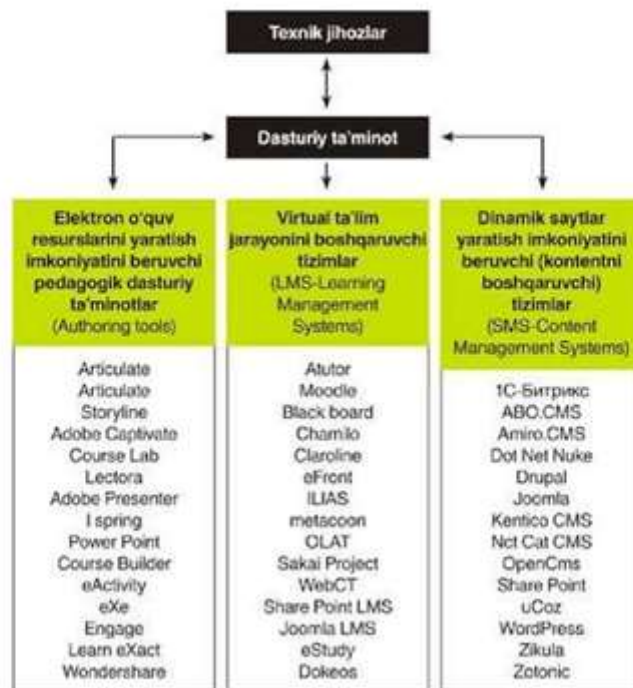 Texnik jihozlar
Dasturiy ta'minot
Elektron o'quv
resurslarini yaratish
imkoniyatini beruvchi
pedagogik dasturiy
ta'minotlar
(Authoring tools)
Articulate
Articulate
Storyline
Adobe Captivate
Course Lab
Lectora
Adobe Presenter
I spring
Power Point
Course Builder
eActivity
eXe
Engage
Learn eXact
Wondershare
Virtual ta'lim
jarayonini boshqaruvchi
tizimlar
(LMS-Learning
Management
Systems)
Atutor
Moodle
Black board
Chamilo
Claroline
eFront
ILIAS
metacoon
OLAT
Sakai Project
WebCT
Share Point LMS
Joomla LMS
eStudy
Dokeos
Dinamik saytlar
yaratish imkoniyatini
beruvchi (kontentni
boshqaruvchi)
tizimlar
(SMS-Content
Management Systems)
1С-Битрикс
ABO.CMS
Amiro.CMS
Dot Net Nuke
Drupal
Joomla
Kentico CMS
Nct Cat CMS
OpenCms
Share Point
uCoz
WordPress
Zikula
Zotonic